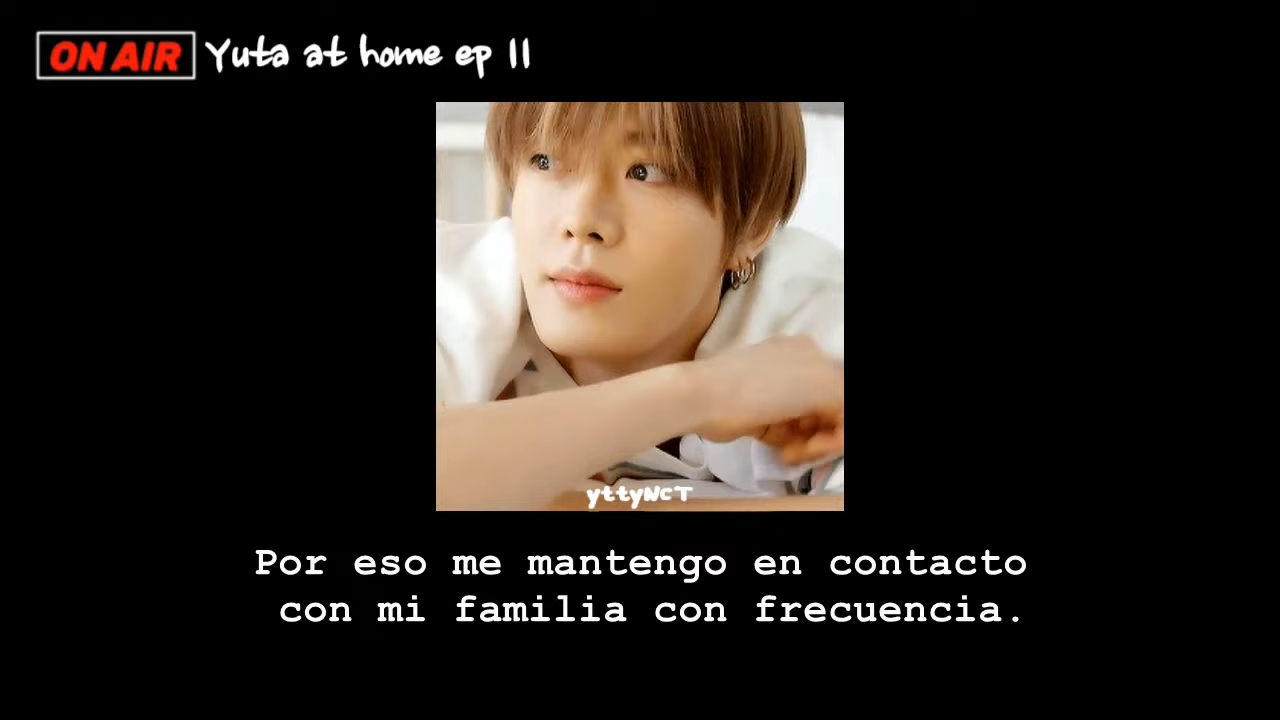 ON AIR Yuta at home ep 11
yttyNCT
Por eso me mantengo en contacto
con mi familia con frecuencia.